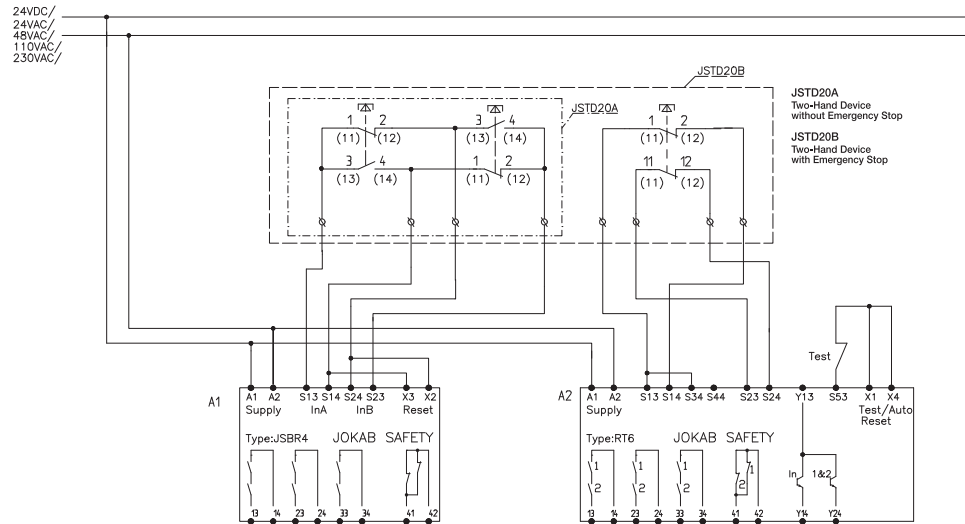 24VDC/
24VAC/
48VAC/
110VAC/
230VAC/
JSTD20B
JSTD20A
JSTD20A
Two-Hand Device
without Emergency Stop
JSTD20B
Two-Hand Device
with Emergency Stop
1 2 3 4 1 2
(11) (12) (13) (14) (11) (12)
3 4 1 2 11 12
(13) (14) (11) (12) (11) (12)
Test
A1
A1 A2 S13 S14 S24 S23 X3 X2
Supply InA InB Reset
Type:JSBR4 JOKAB SAFETY
13 14 23 24 33 34 41 42
A2
A1 A2 S13 S14 S34 S44 S23 S24 Y13 S53 X1 X4
Supply Test/Auto
Reset
Type:RT6 JOKAB SAFETY
1 1 1 1
2 2 2 2
In 1&2
13 14 23 24 33 34 41 42 Y14 Y24